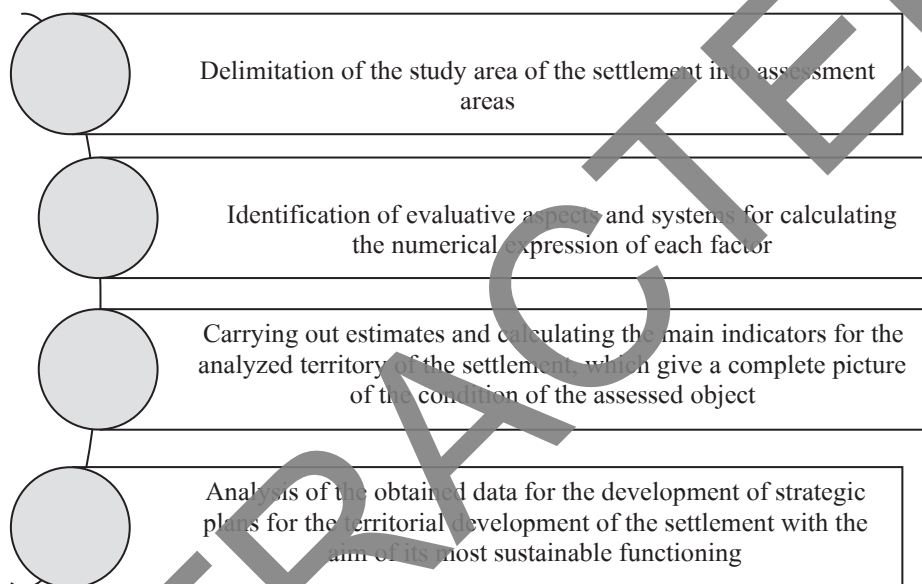 Delimitation of the study area of the settlement into assessment
areas
Identification of evaluative aspects and systems for calculating
the numerical expression of each factor
Carrying out estimates and calculating the main indicators for the
analyzed territory of the settlement, which give a complete picture
of the condition of the assessed object
Analysis of the obtained data for the development of strategic
plans for the territorial development of the settlement with the
aim of its most sustainable functioning
TRACTE